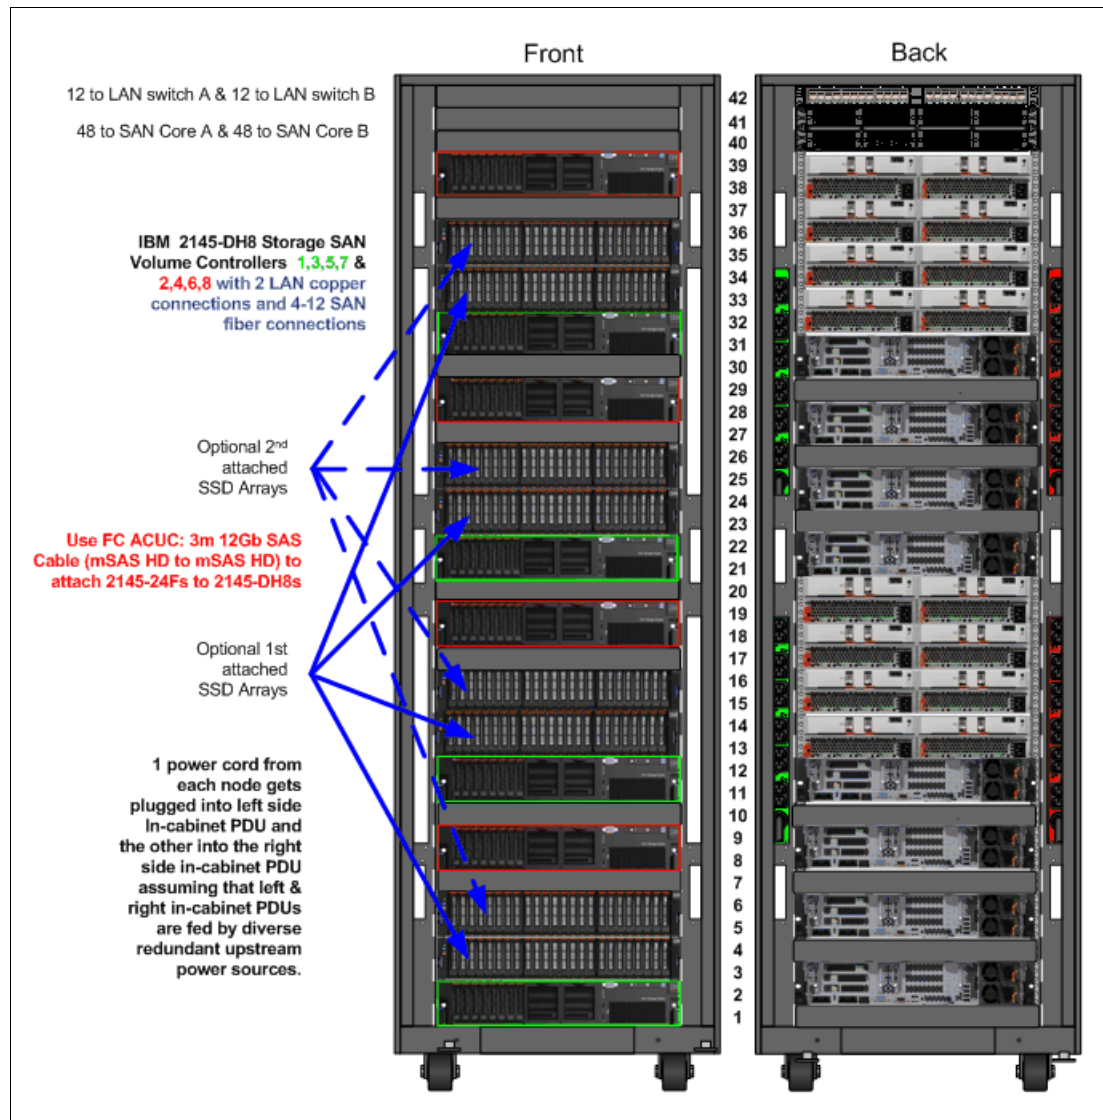 Front
Back
12 to LAN switch A & 12 to LAN switch B
48 to SAN Core A & 48 to SAN Core B
IBM 2145-DH8 Storage SAN
Volume Controllers 1,3,5,7 &
2,4,6,8 with 2 LAN copper
connections and 4-12 SAN
fiber connections
Optional 2nd
attached
SSD Arrays
Use FC ACUC: 3m 12Gb SAS
Cable (mSAS HD to mSAS HD) to
attach 2145-24Fs to 2145-DH8s
Optional 1st
attached
SSD Arrays
1 power cord from
each node gets
plugged into left side
In-cabinet PDU and
the other into the right
side in-cabinet PDU
assuming that left &
right in-cabinet PDUs
are fed by diverse
redundant upstream
power sources.
42
41
40
39
38
37
36
35
34
33
32
31
30
29
28
27
26
25
24
23
22
21
20
19
18
17
16
15
14
13
12
11
10
9
8
7
6
5
4
3
2
1